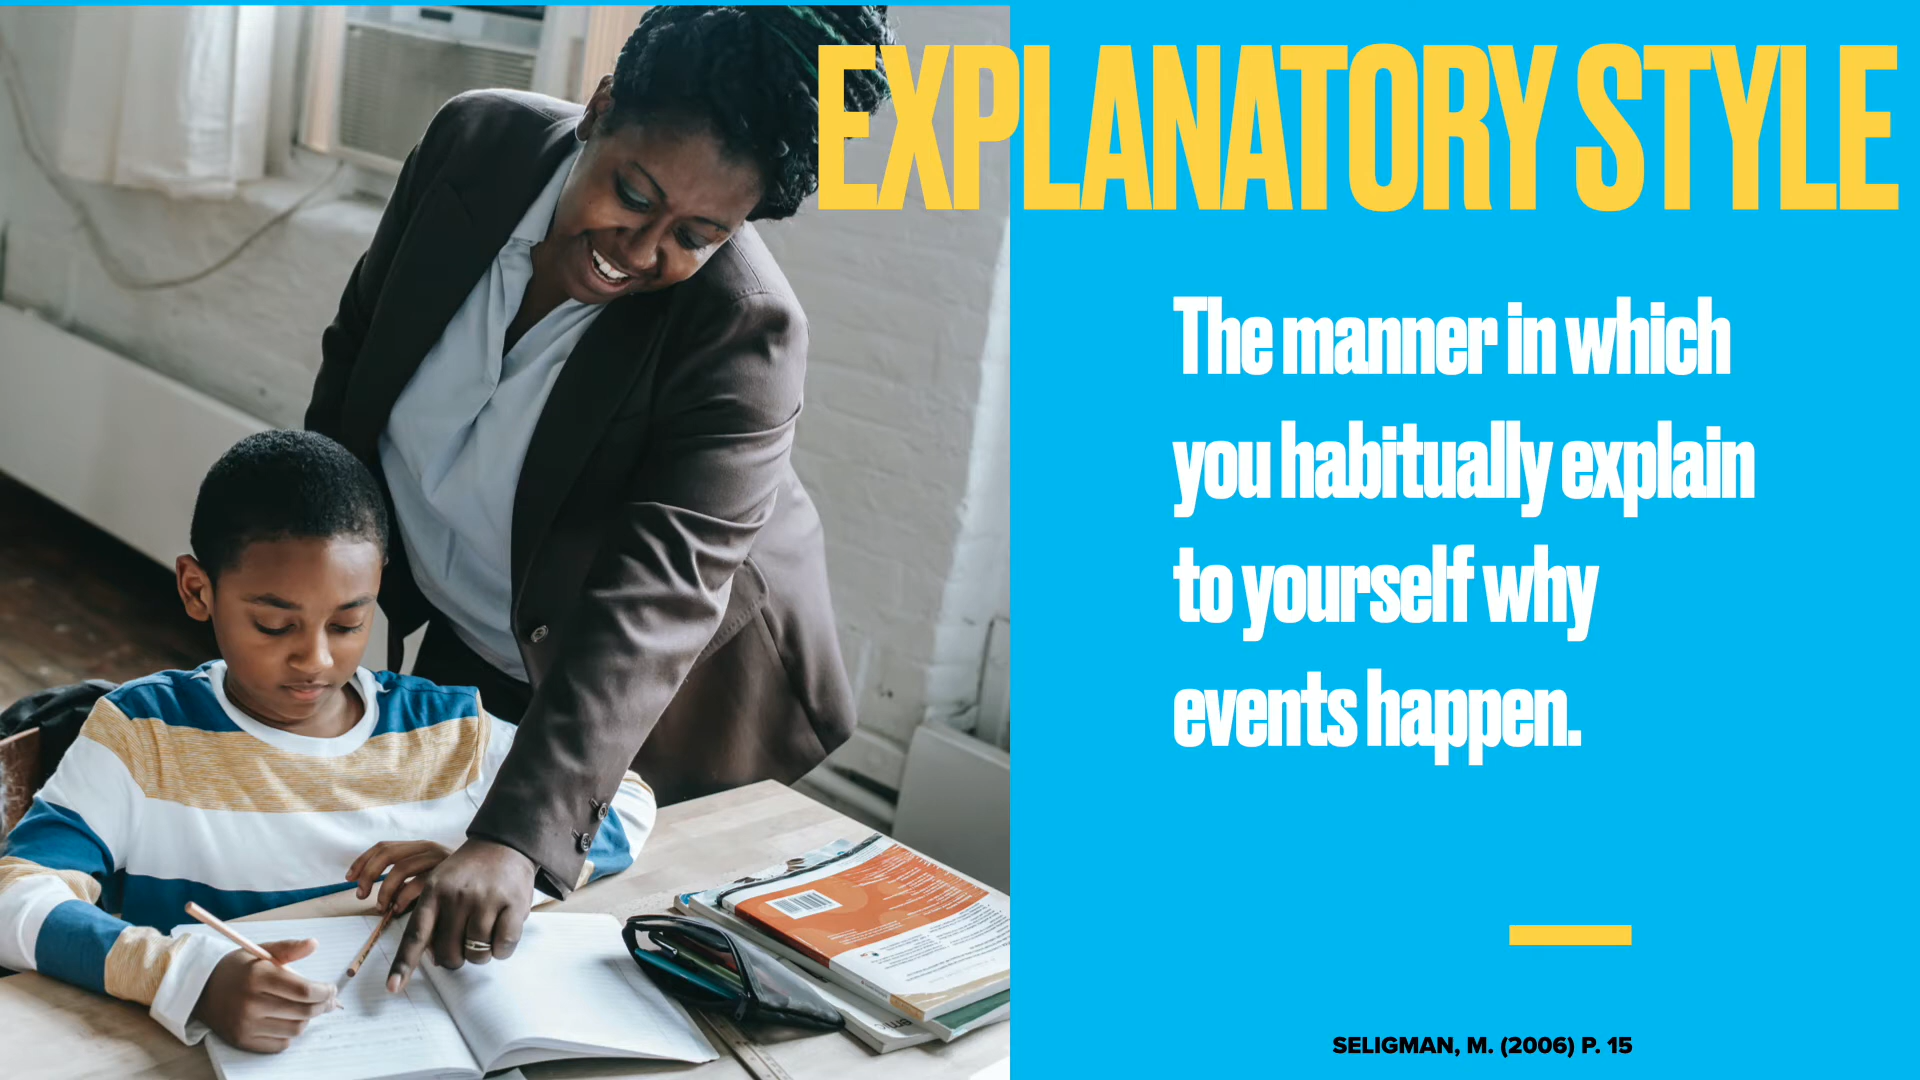 EXPLANATORY STYLE
The manner in which
you habitually explain
to yourself why
events happen.
SELIGMAN, M. (2006) P. 15